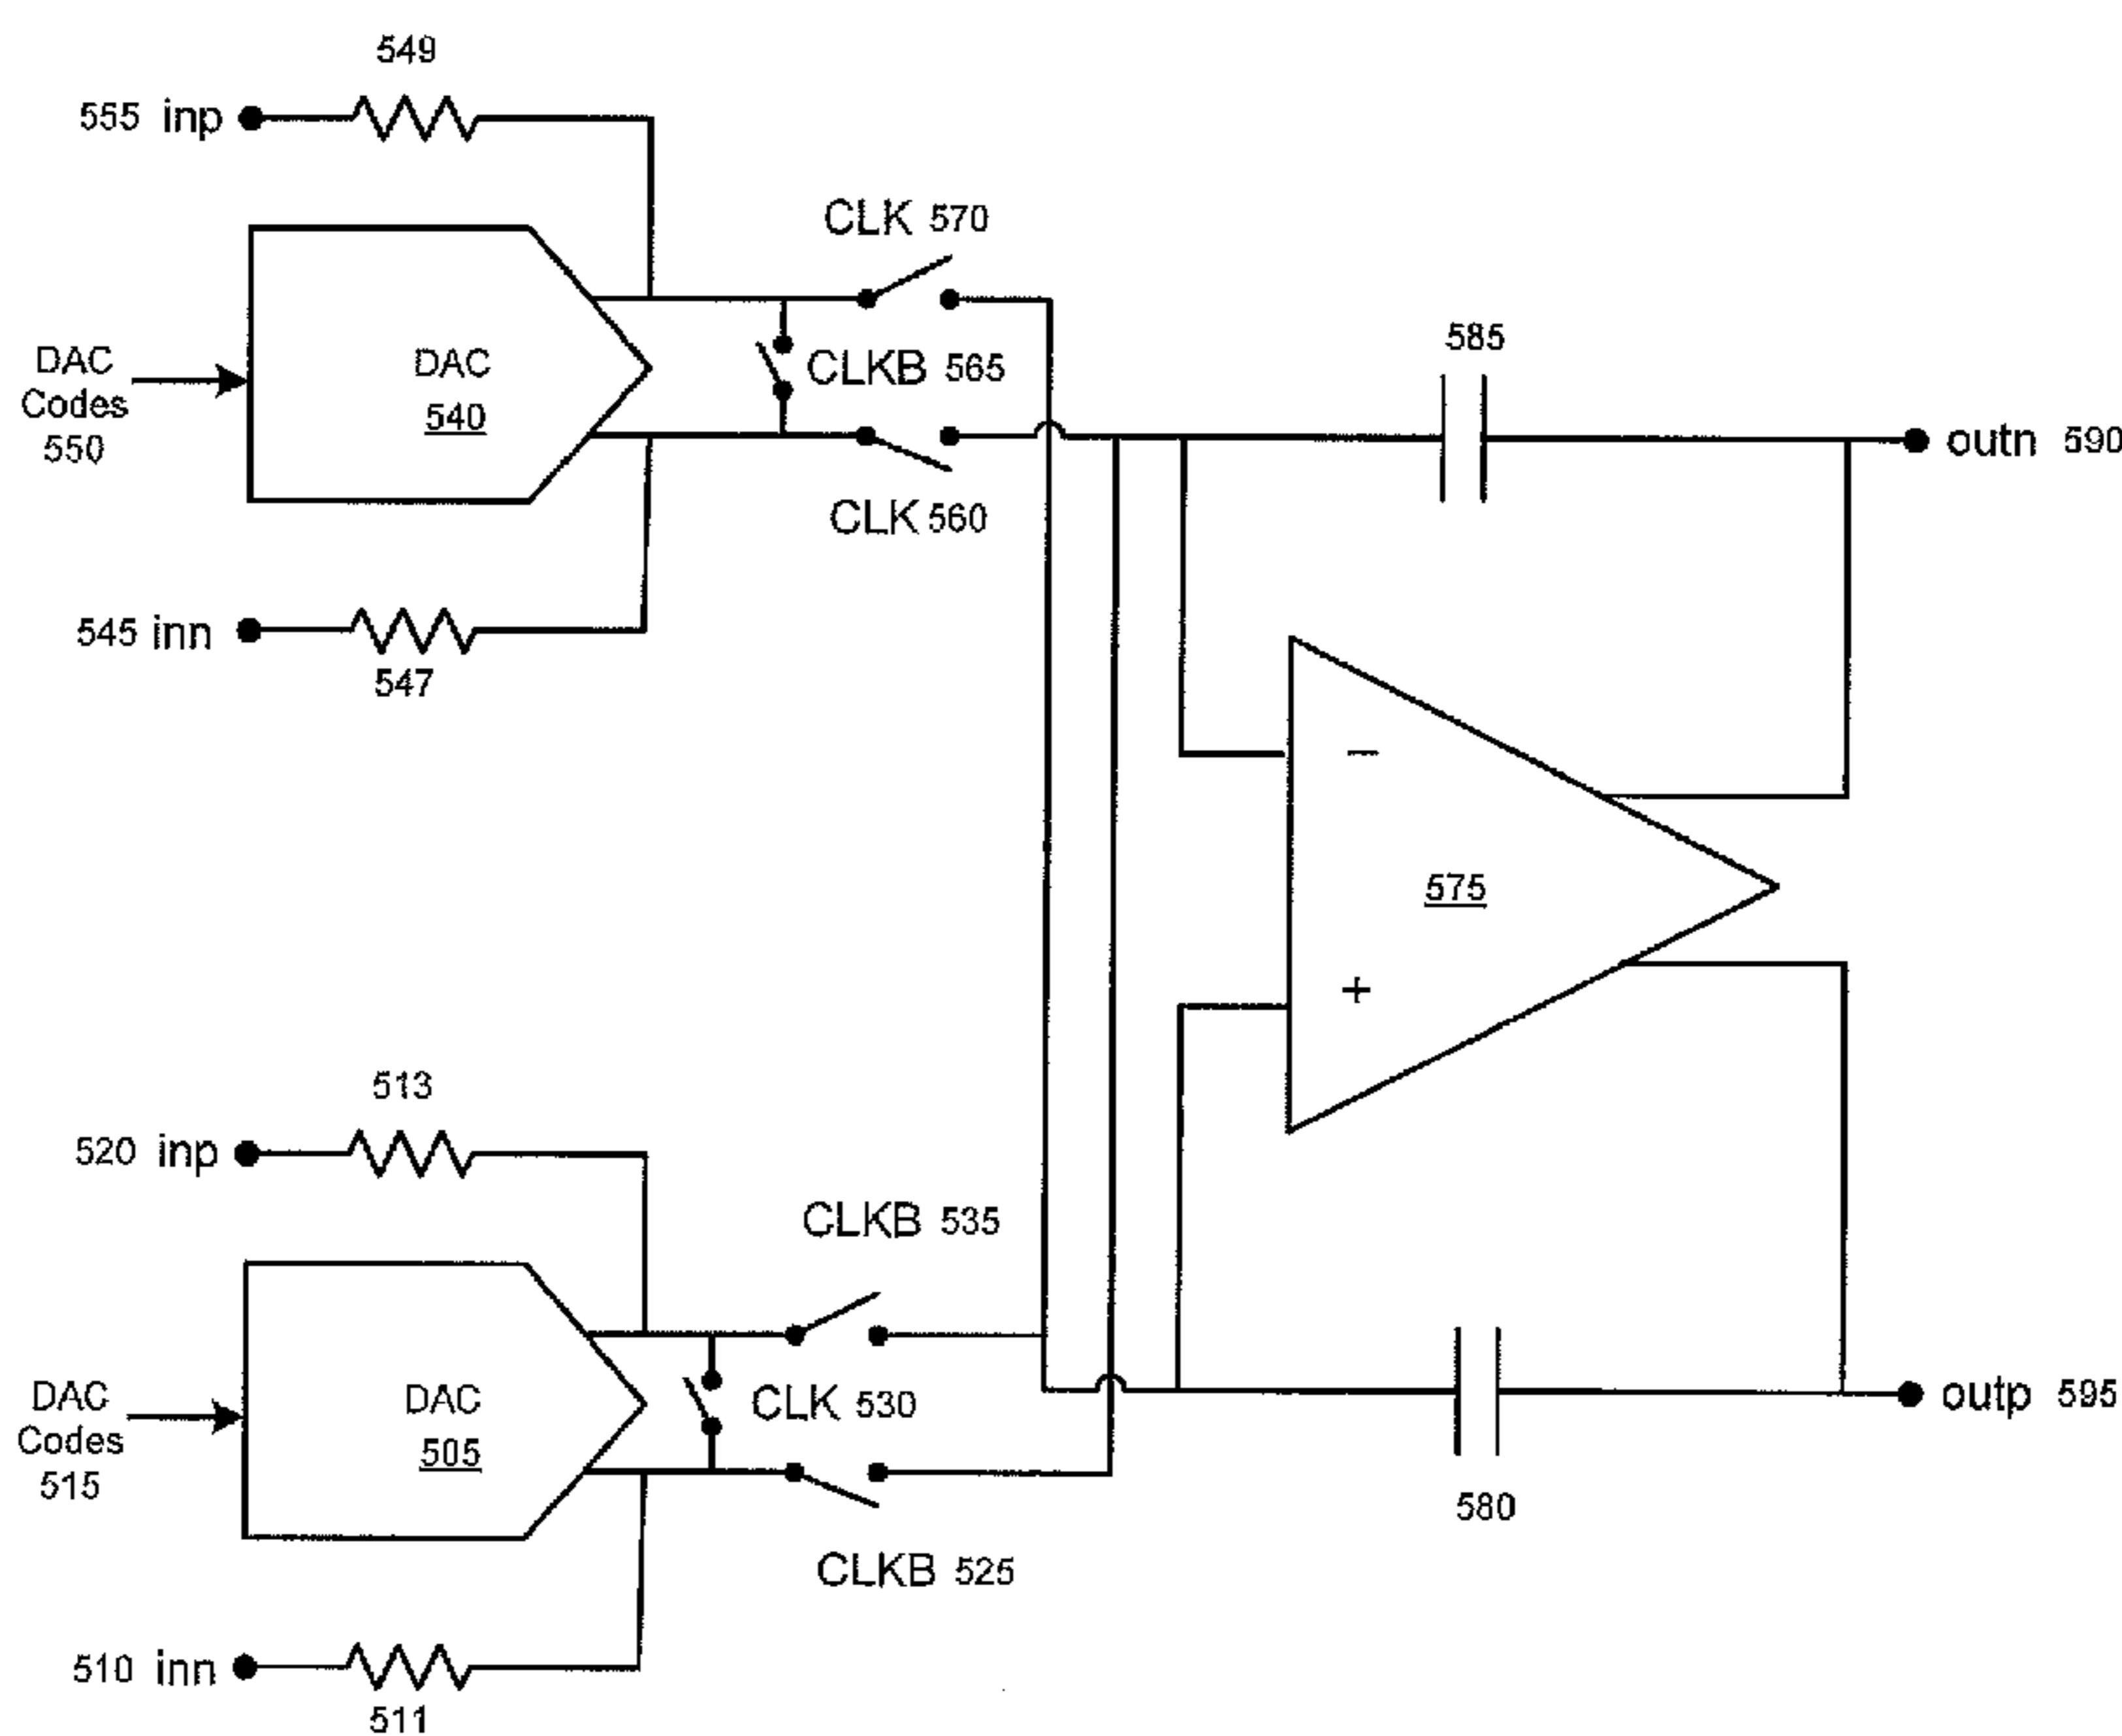 549
555 inp
CLK 570
DAC
Codes
550
DAC
540
CLKB 565
CLK 560
585
outn 590
545 inn
547
−
575
+
513
520 inp
CLKB 535
DAC
Codes
515
DAC
505
CLK 530
CLKB 525
outp 595
580
510 inn
511